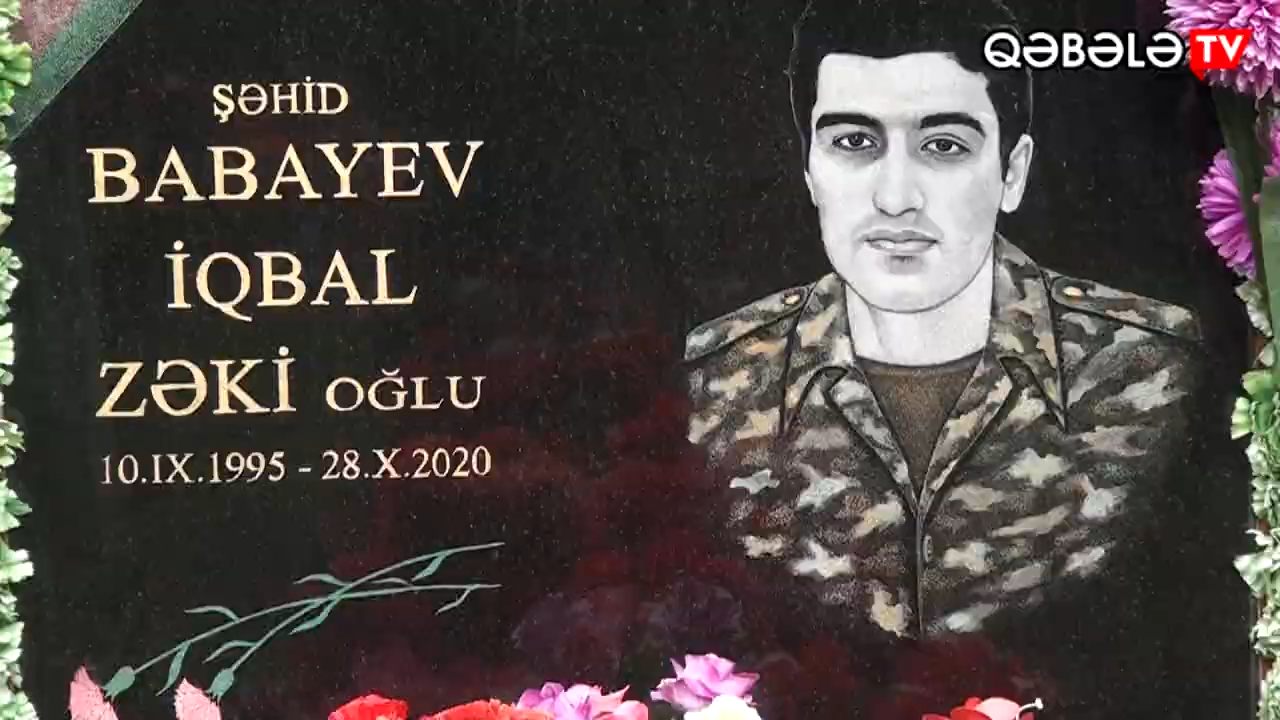 ŞƏHİD
BABAYEV
İQBAL
ZƏKİ OĞLU
10.IX.1995 - 28.X.2020
QƏBƏLƏ TV